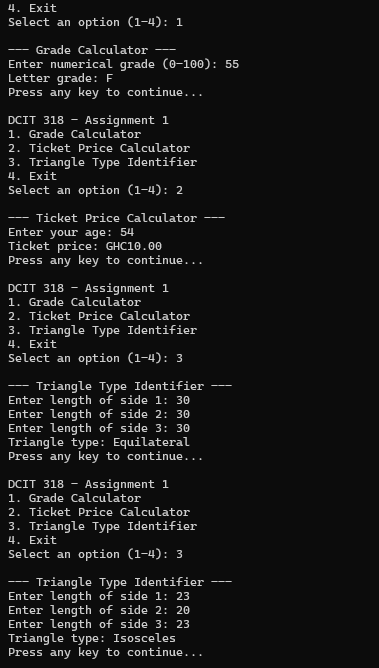 4. Exit
Select an option (1-4): 1

--- Grade Calculator ---
Enter numerical grade (0-100): 55
Letter grade: F
Press any key to continue...

DCIT 318 - Assignment 1
1. Grade Calculator
2. Ticket Price Calculator
3. Triangle Type Identifier
4. Exit
Select an option (1-4): 2

--- Ticket Price Calculator ---
Enter your age: 54
Ticket price: GHC10.00
Press any key to continue...

DCIT 318 - Assignment 1
1. Grade Calculator
2. Ticket Price Calculator
3. Triangle Type Identifier
4. Exit
Select an option (1-4): 3

--- Triangle Type Identifier ---
Enter length of side 1: 30
Enter length of side 2: 30
Enter length of side 3: 30
Triangle type: Equilateral
Press any key to continue...

DCIT 318 - Assignment 1
1. Grade Calculator
2. Ticket Price Calculator
3. Triangle Type Identifier
4. Exit
Select an option (1-4): 3

--- Triangle Type Identifier ---
Enter length of side 1: 23
Enter length of side 2: 20
Enter length of side 3: 23
Triangle type: Isosceles
Press any key to continue...